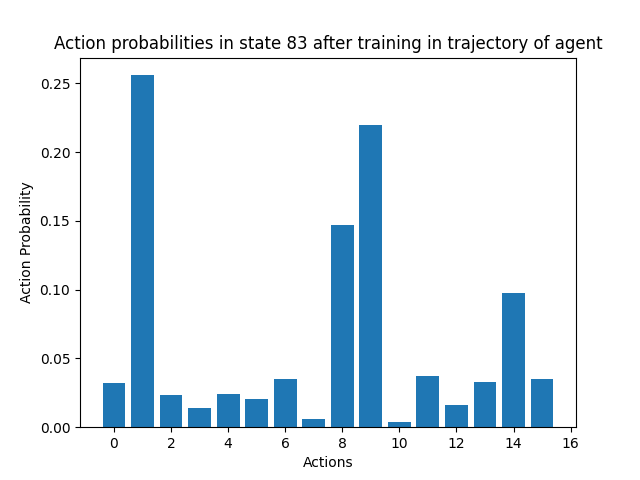 Action probabilities in state 83 after training in trajectory of agent
0.25
0.20
0.15
0.10
0.05
0.00
Action Probability
0 2 4 6 8 10 12 14 16
Actions